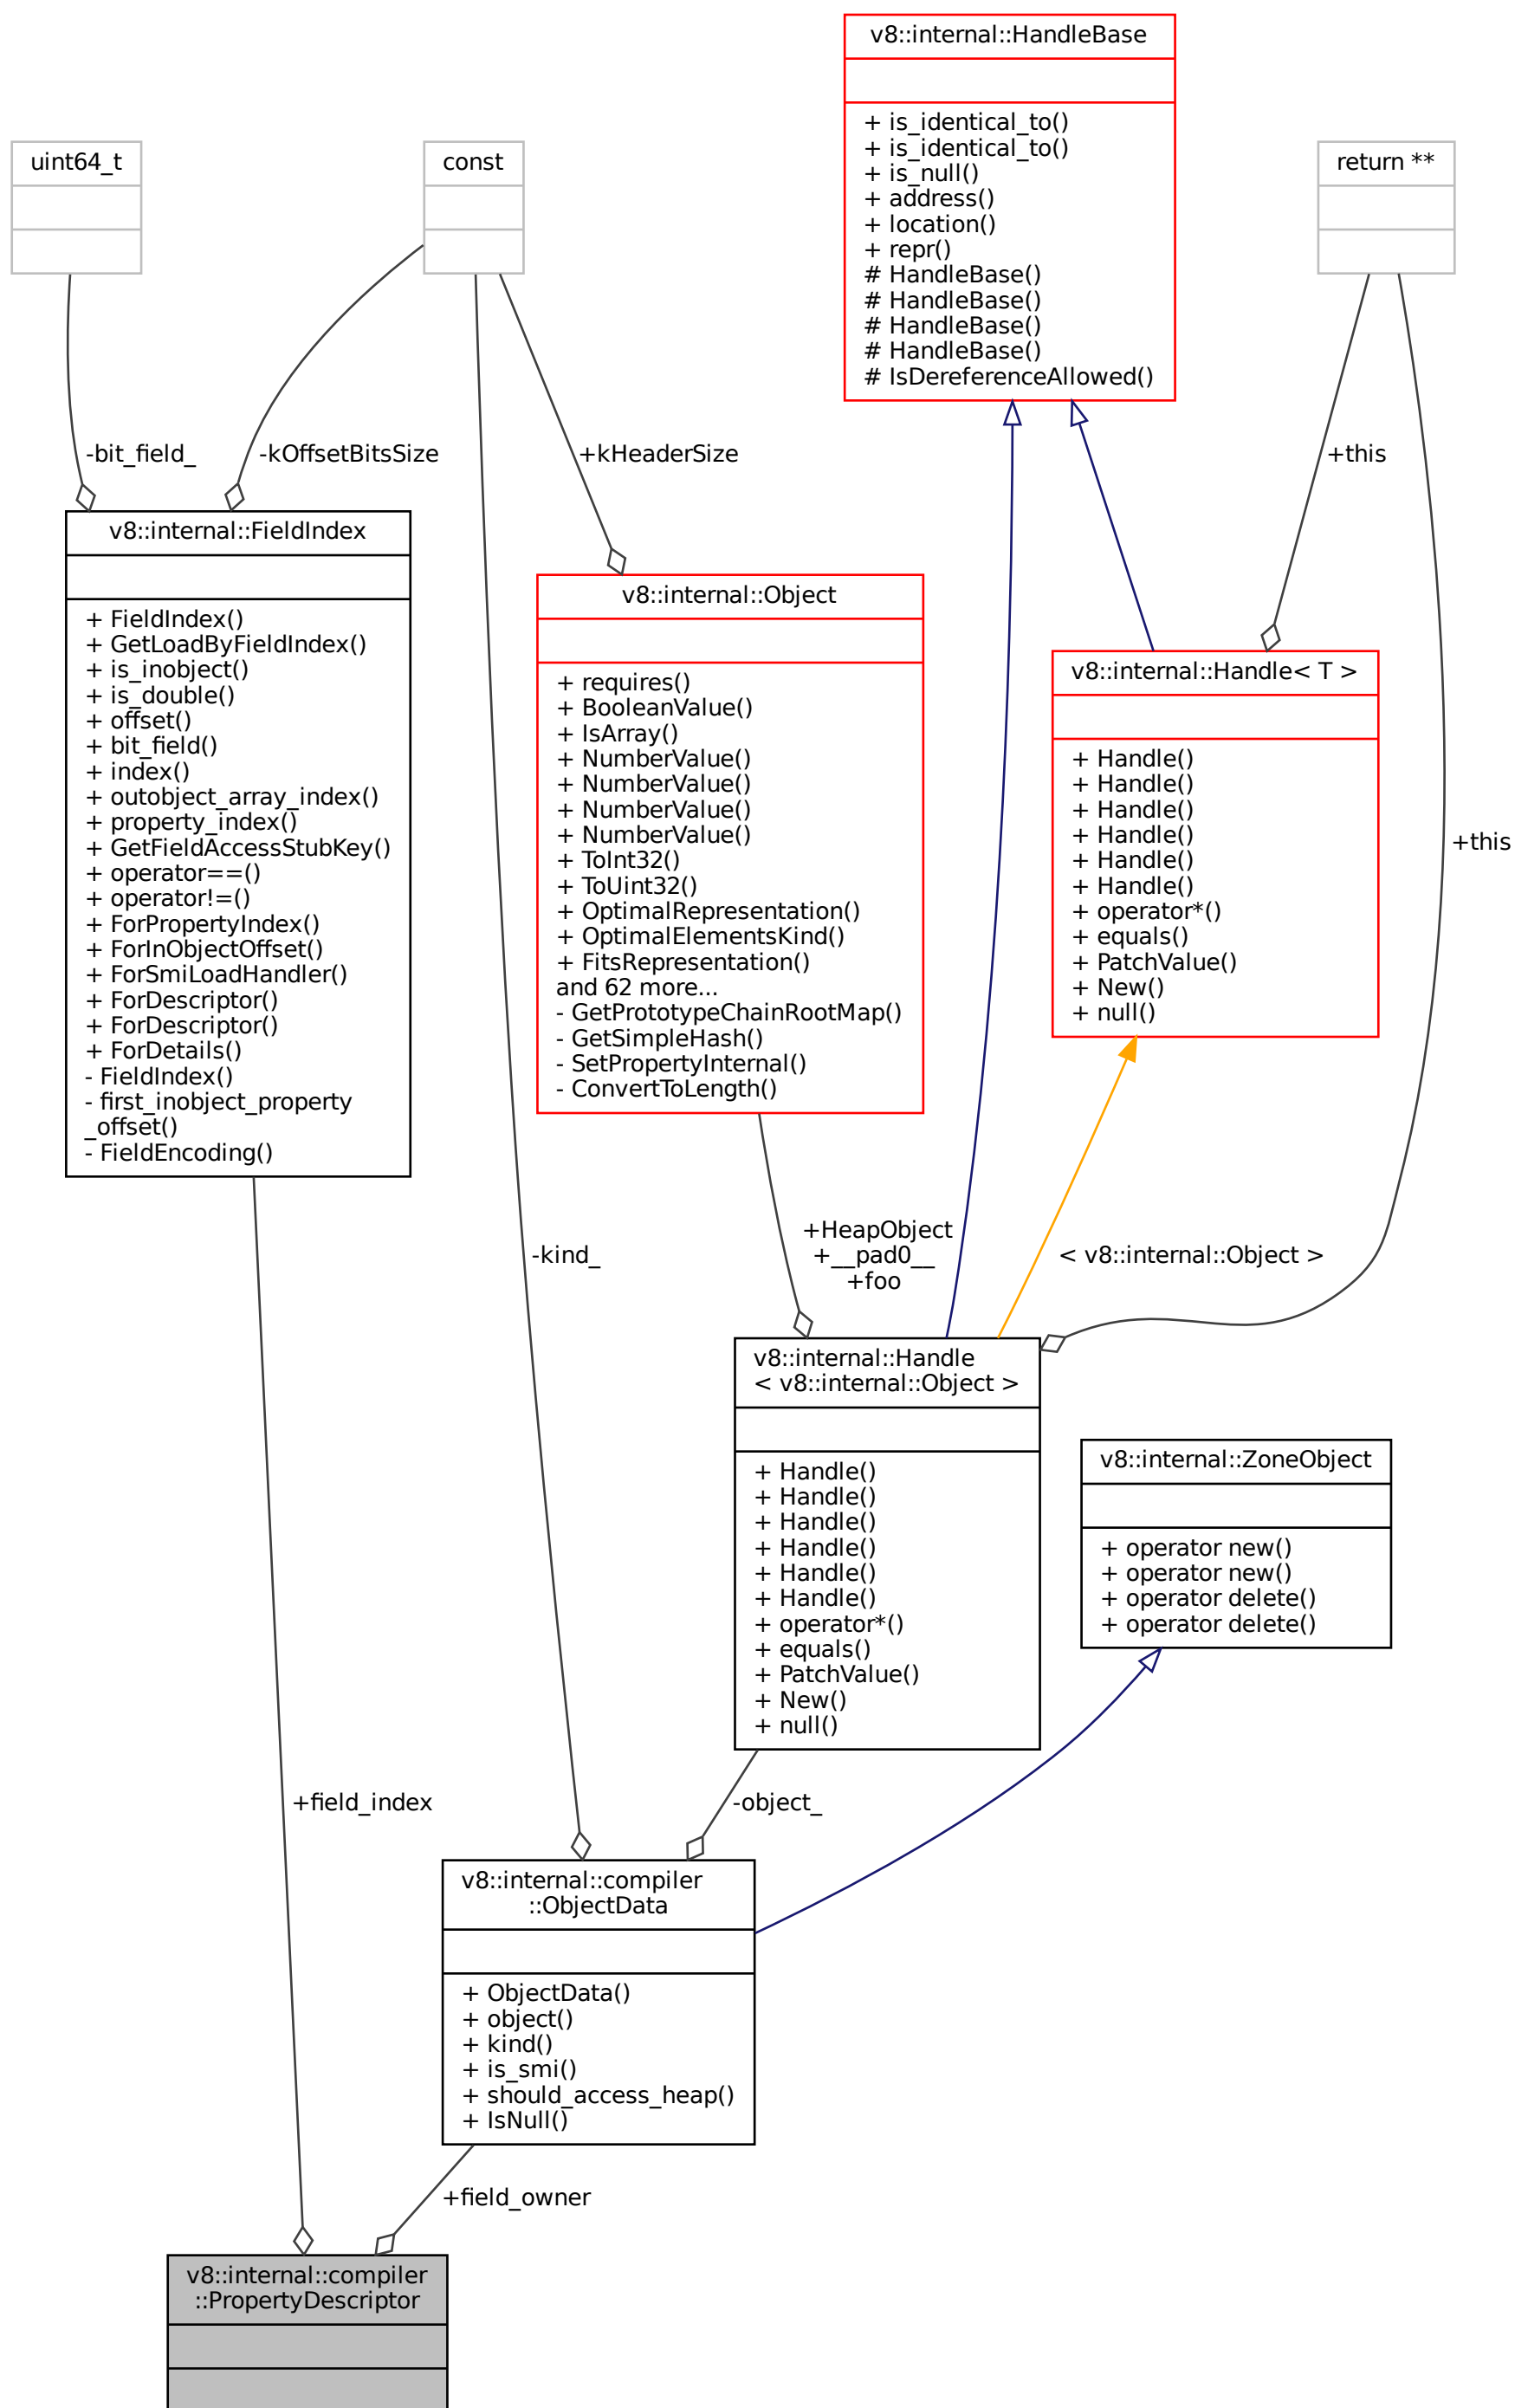 v8::internal::HandleBase
+ is_identical_to()
+ is_identical_to()
+ is_null()
+ address()
+ location()
+ repr()
# HandleBase()
# HandleBase()
# HandleBase()
# HandleBase()
# IsDereferenceAllowed()
uint64_t
const
return **
-bit_field_
-kOffsetBitsSize
+kHeaderSize
+this
v8::internal::FieldIndex
+ FieldIndex()
+ GetLoadByFieldIndex()
+ is_inobject()
+ is_double()
+ offset()
+ bit_field()
+ index()
+ outobject_array_index()
+ property_index()
+ GetFieldAccessStubKey()
+ operator==()
+ operator!=()
+ ForPropertyIndex()
+ ForInObjectOffset()
+ ForSmiLoadHandler()
+ ForDescriptor()
+ ForDescriptor()
+ ForDetails()
- FieldIndex()
- first_inobject_property
_offset()
- FieldEncoding()
v8::internal::Object
+ requires()
+ BooleanValue()
+ IsArray()
+ NumberValue()
+ NumberValue()
+ NumberValue()
+ NumberValue()
+ ToInt32()
+ ToUint32()
+ OptimalRepresentation()
+ OptimalElementsKind()
+ FitsRepresentation()
and 62 more...
- GetPrototypeChainRootMap()
- GetSimpleHash()
- SetPropertyInternal()
- ConvertToLength()
v8::internal::Handle< T >
+ Handle()
+ Handle()
+ Handle()
+ Handle()
+ Handle()
+ Handle()
+ operator*()
+ equals()
+ PatchValue()
+ New()
+ null()
+this
-kind_
+HeapObject
+__pad0__
+foo
< v8::internal::Object >
v8::internal::Handle
< v8::internal::Object >
+ Handle()
+ Handle()
+ Handle()
+ Handle()
+ Handle()
+ Handle()
+ operator*()
+ equals()
+ PatchValue()
+ New()
+ null()
v8::internal::ZoneObject
+ operator new()
+ operator new()
+ operator delete()
+ operator delete()
+field_index
-object_
v8::internal::compiler
::ObjectData
+ ObjectData()
+ object()
+ kind()
+ is_smi()
+ should_access_heap()
+ IsNull()
+field_owner
v8::internal::compiler
::PropertyDescriptor